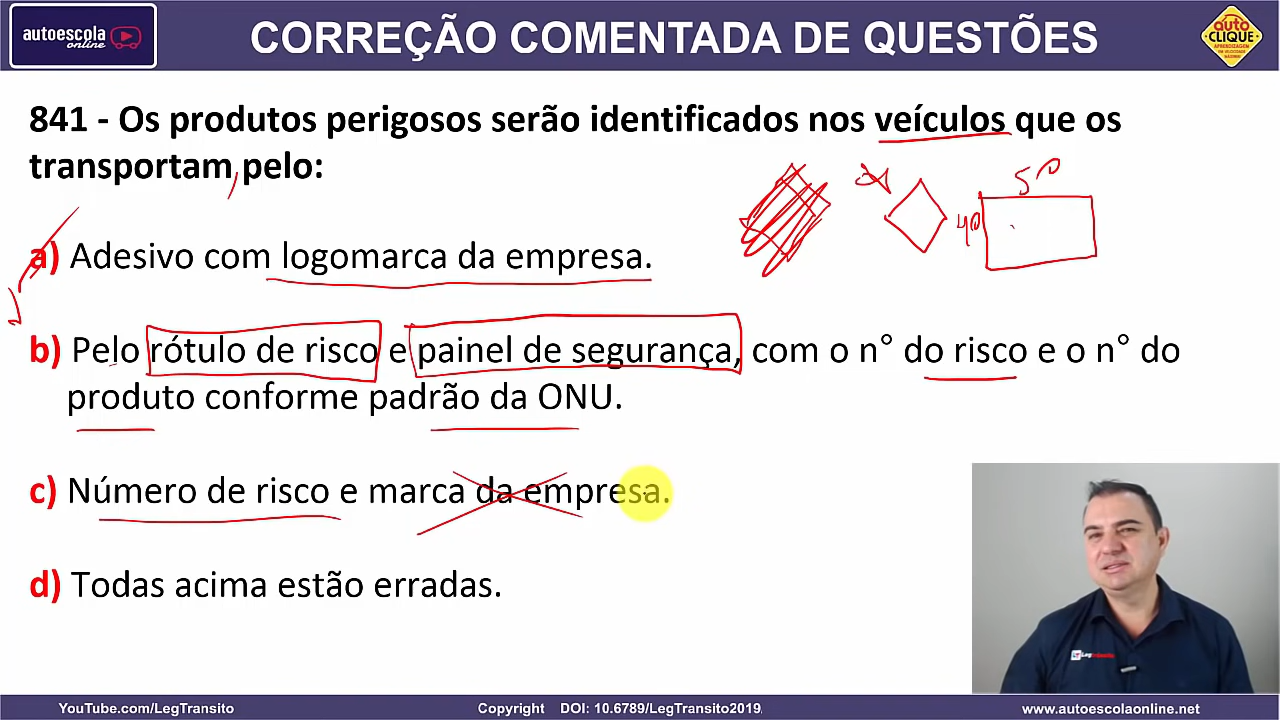 autoescola
online
CORREÇÃO COMENTADA DE QUESTÕES
auto
CLIQUE
841 - Os produtos perigosos serão identificados nos veículos que os
transportam pelo:
50
40
a) Adesivo com logomarca da empresa.
b) Pelo rótulo de risco e painel de segurança, com o n° do risco e o n° do
produto conforme padrão da ONU.
c) Número de risco e marca da empresa.
d) Todas acima estão erradas.
YouTube.com/LegTransito
Copyright DOI: 10.6789/LegTransito2019
www.autoescolaonline.net